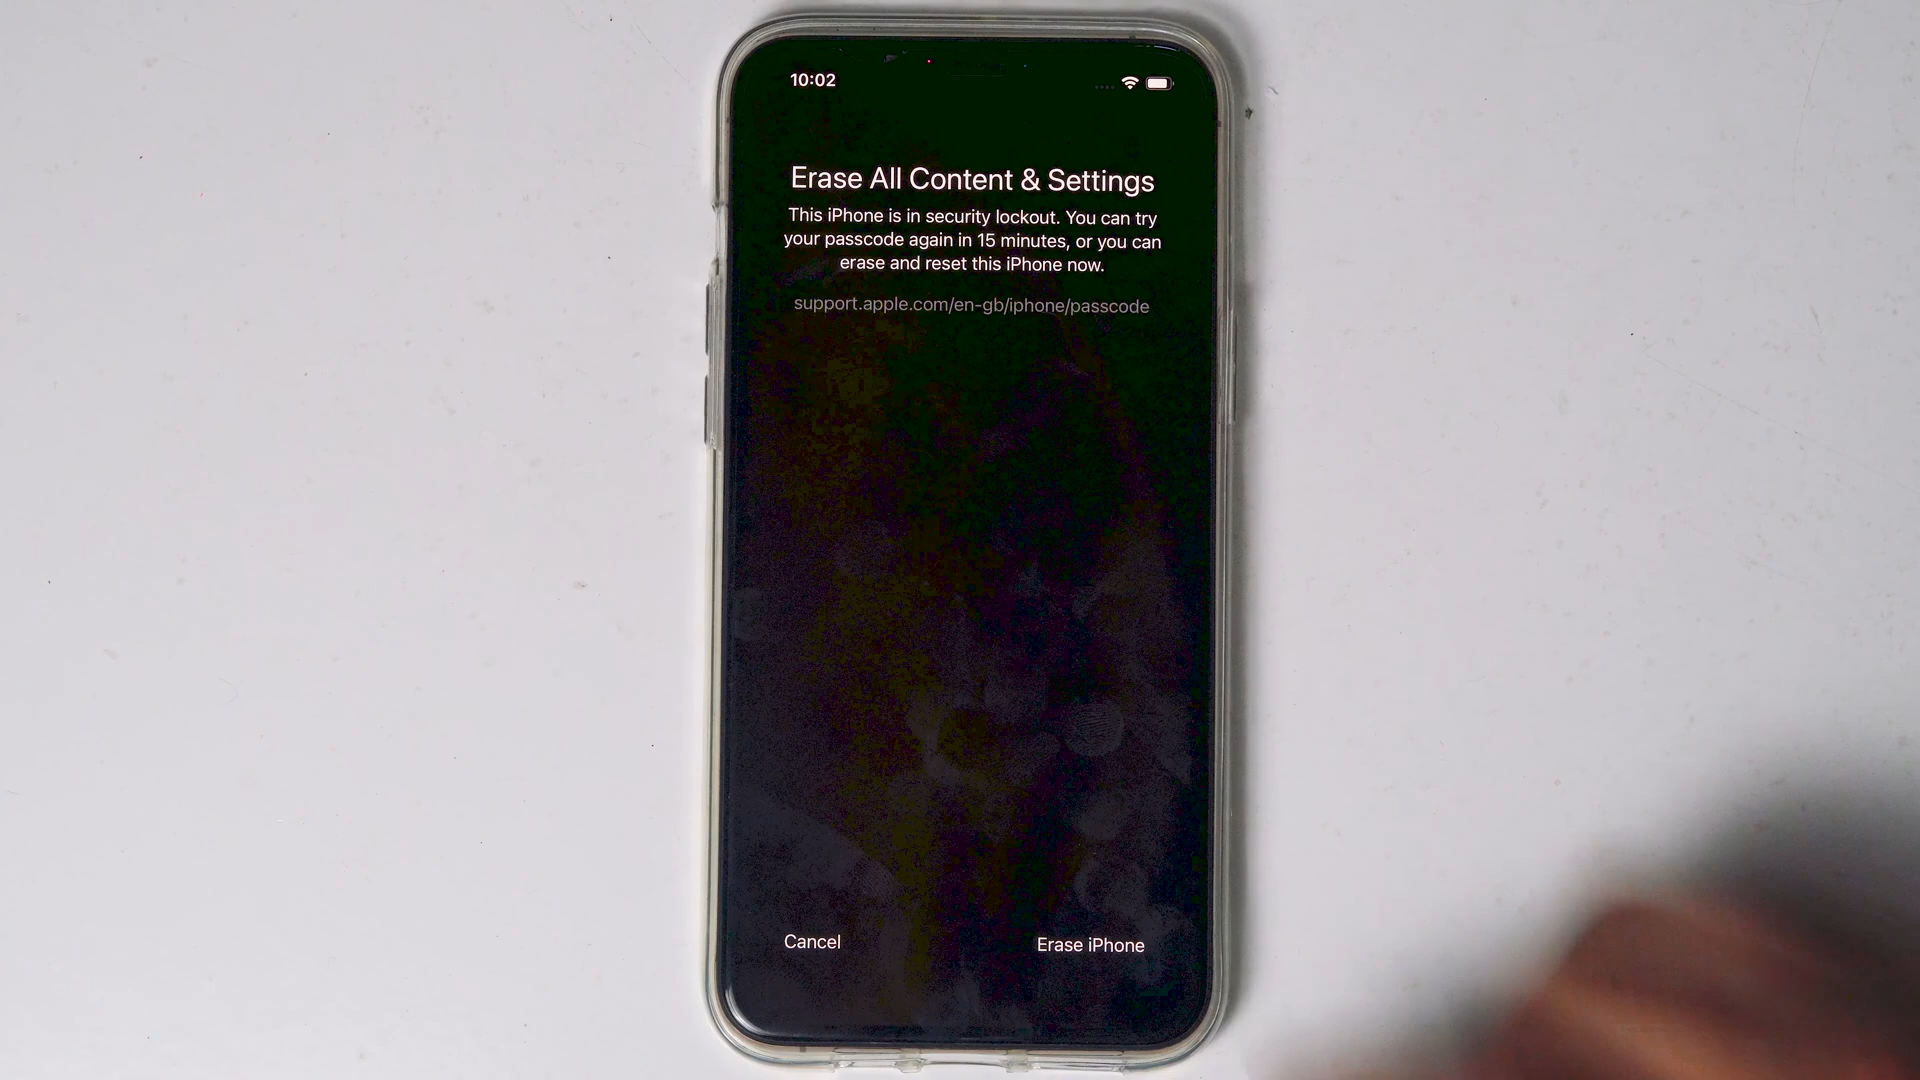 10:02
Erase All Content & Settings
This iPhone is in security lockout. You can try
your passcode again in 15 minutes, or you can
erase and reset this iPhone now.
support.apple.com/en-gb/iphone/passcode
Cancel
Erase iPhone